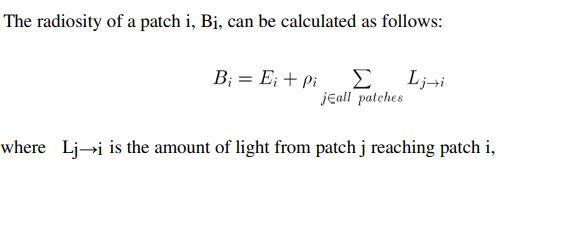 The radiosity of a patch i, Bi, can be calculated as follows:
Bᵢ = Eᵢ + ρᵢ ∑ Lⱼ→ᵢ
j∈all patches
where Lj→i is the amount of light from patch j reaching patch i,